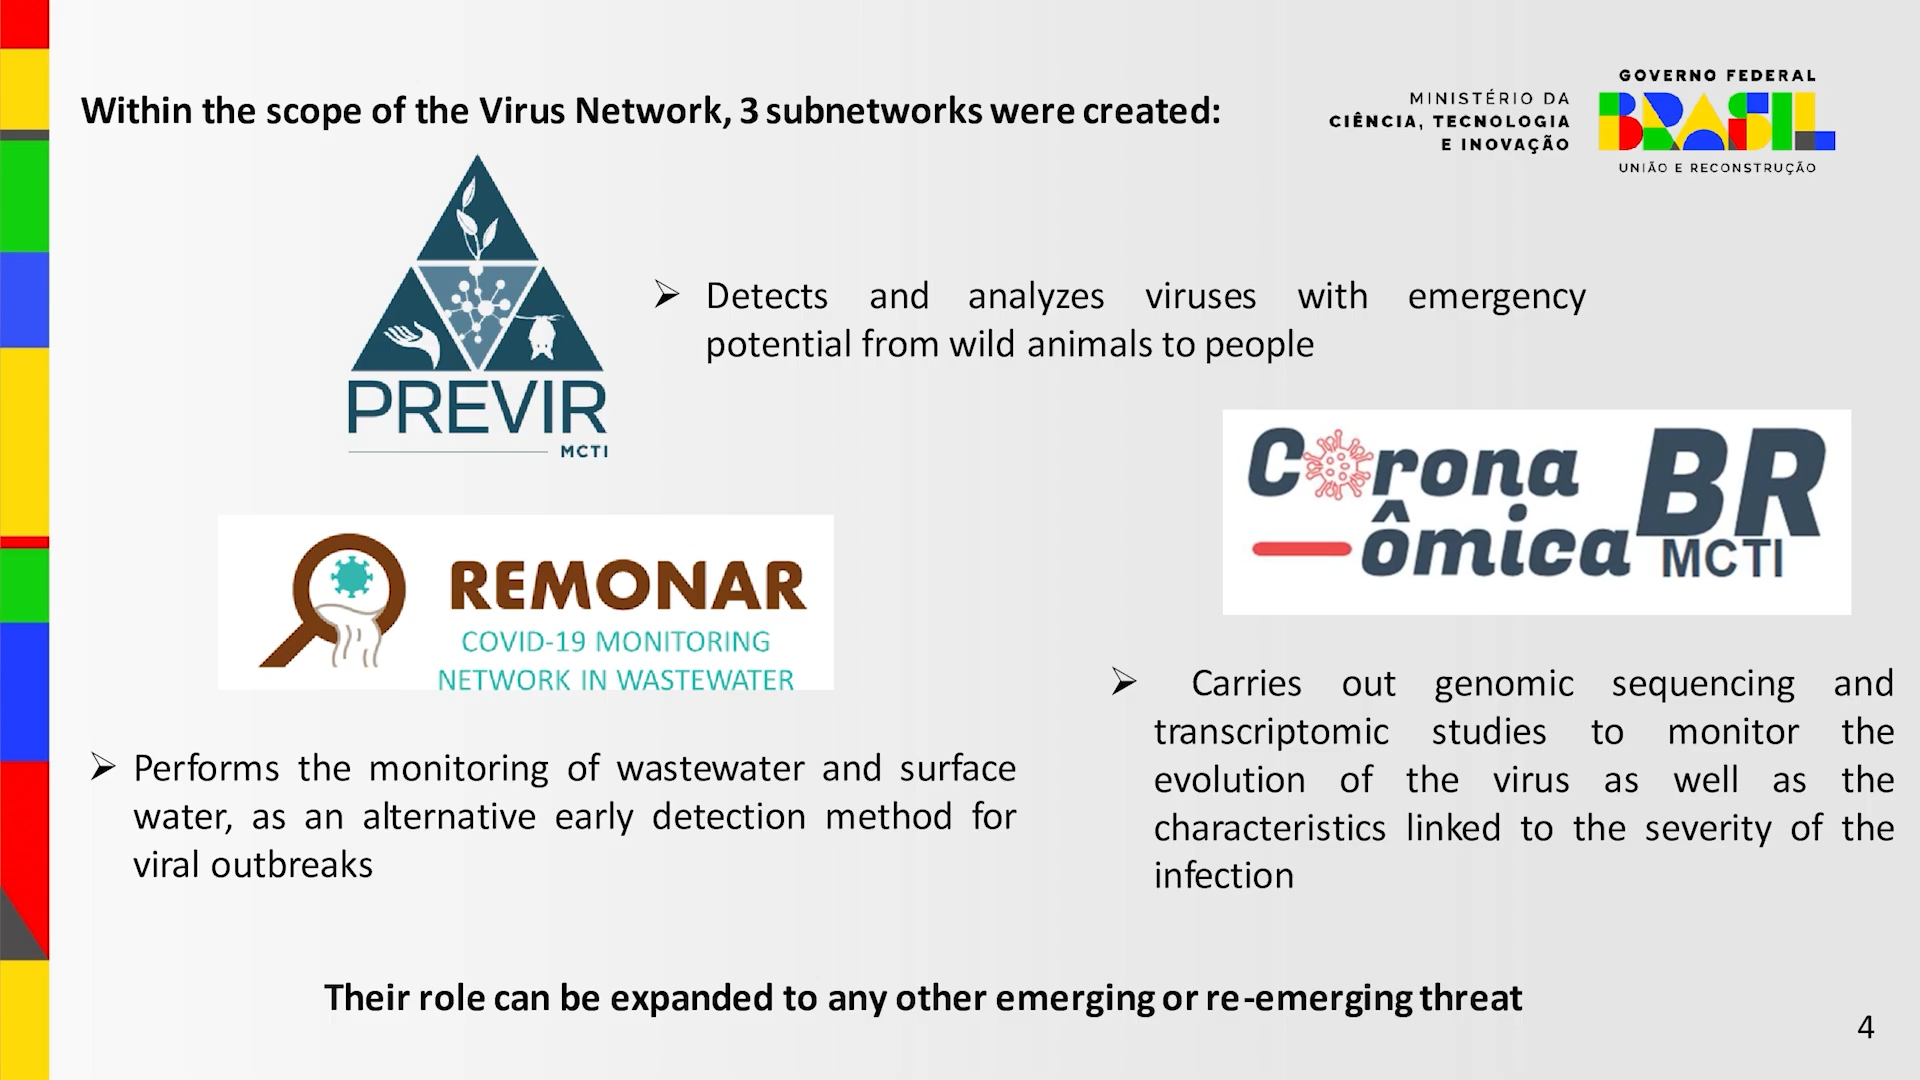 Within the scope of the Virus Network, 3 subnetworks were created:
MINISTÉRIO DA
CIÊNCIA, TECNOLOGIA
E INOVAÇÃO
GOVERNO FEDERAL
BRASIL
UNIÃO E RECONSTRUÇÃO
PREVIR
MCTI
Detects and analyzes viruses with emergency
potential from wild animals to people
REMONAR
COVID-19 MONITORING
NETWORK IN WASTEWATER
Performs the monitoring of wastewater and surface
water, as an alternative early detection method for
viral outbreaks
Corona
ômica
BR
MCTI
Carries out genomic sequencing and
transcriptomic studies to monitor the
evolution of the virus as well as the
characteristics linked to the severity of the
infection
Their role can be expanded to any other emerging or re-emerging threat
4